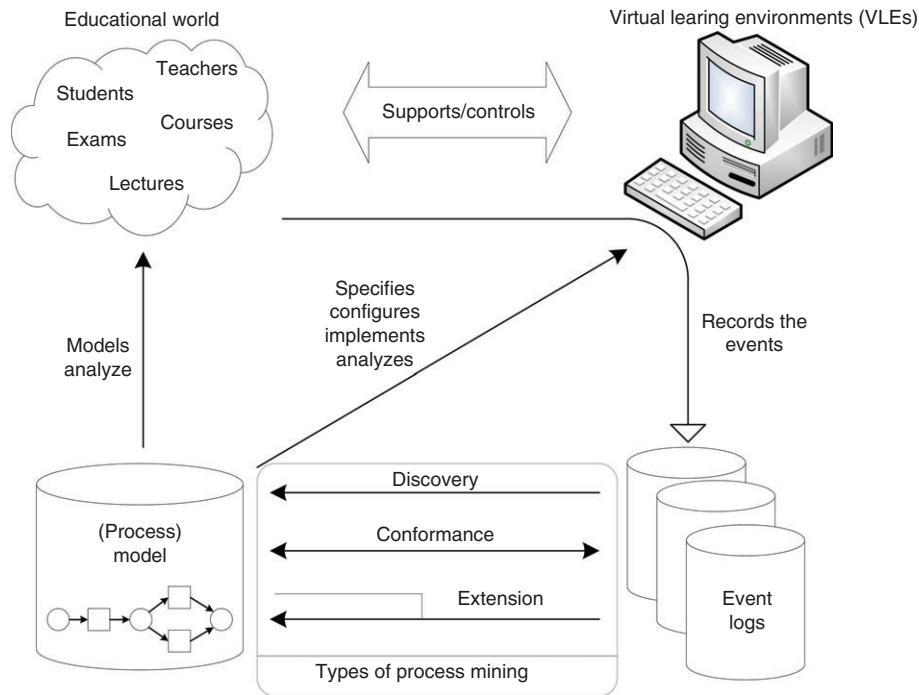 Educational world
Virtual learing environments (VLEs)
Teachers
Students
Courses
Exams
Lectures
Supports/controls
Specifies
configures
implements
analyzes
Models
analyze
Records the
events
Discovery
Conformance
Extension
Types of process mining
(Process)
model
Event
logs